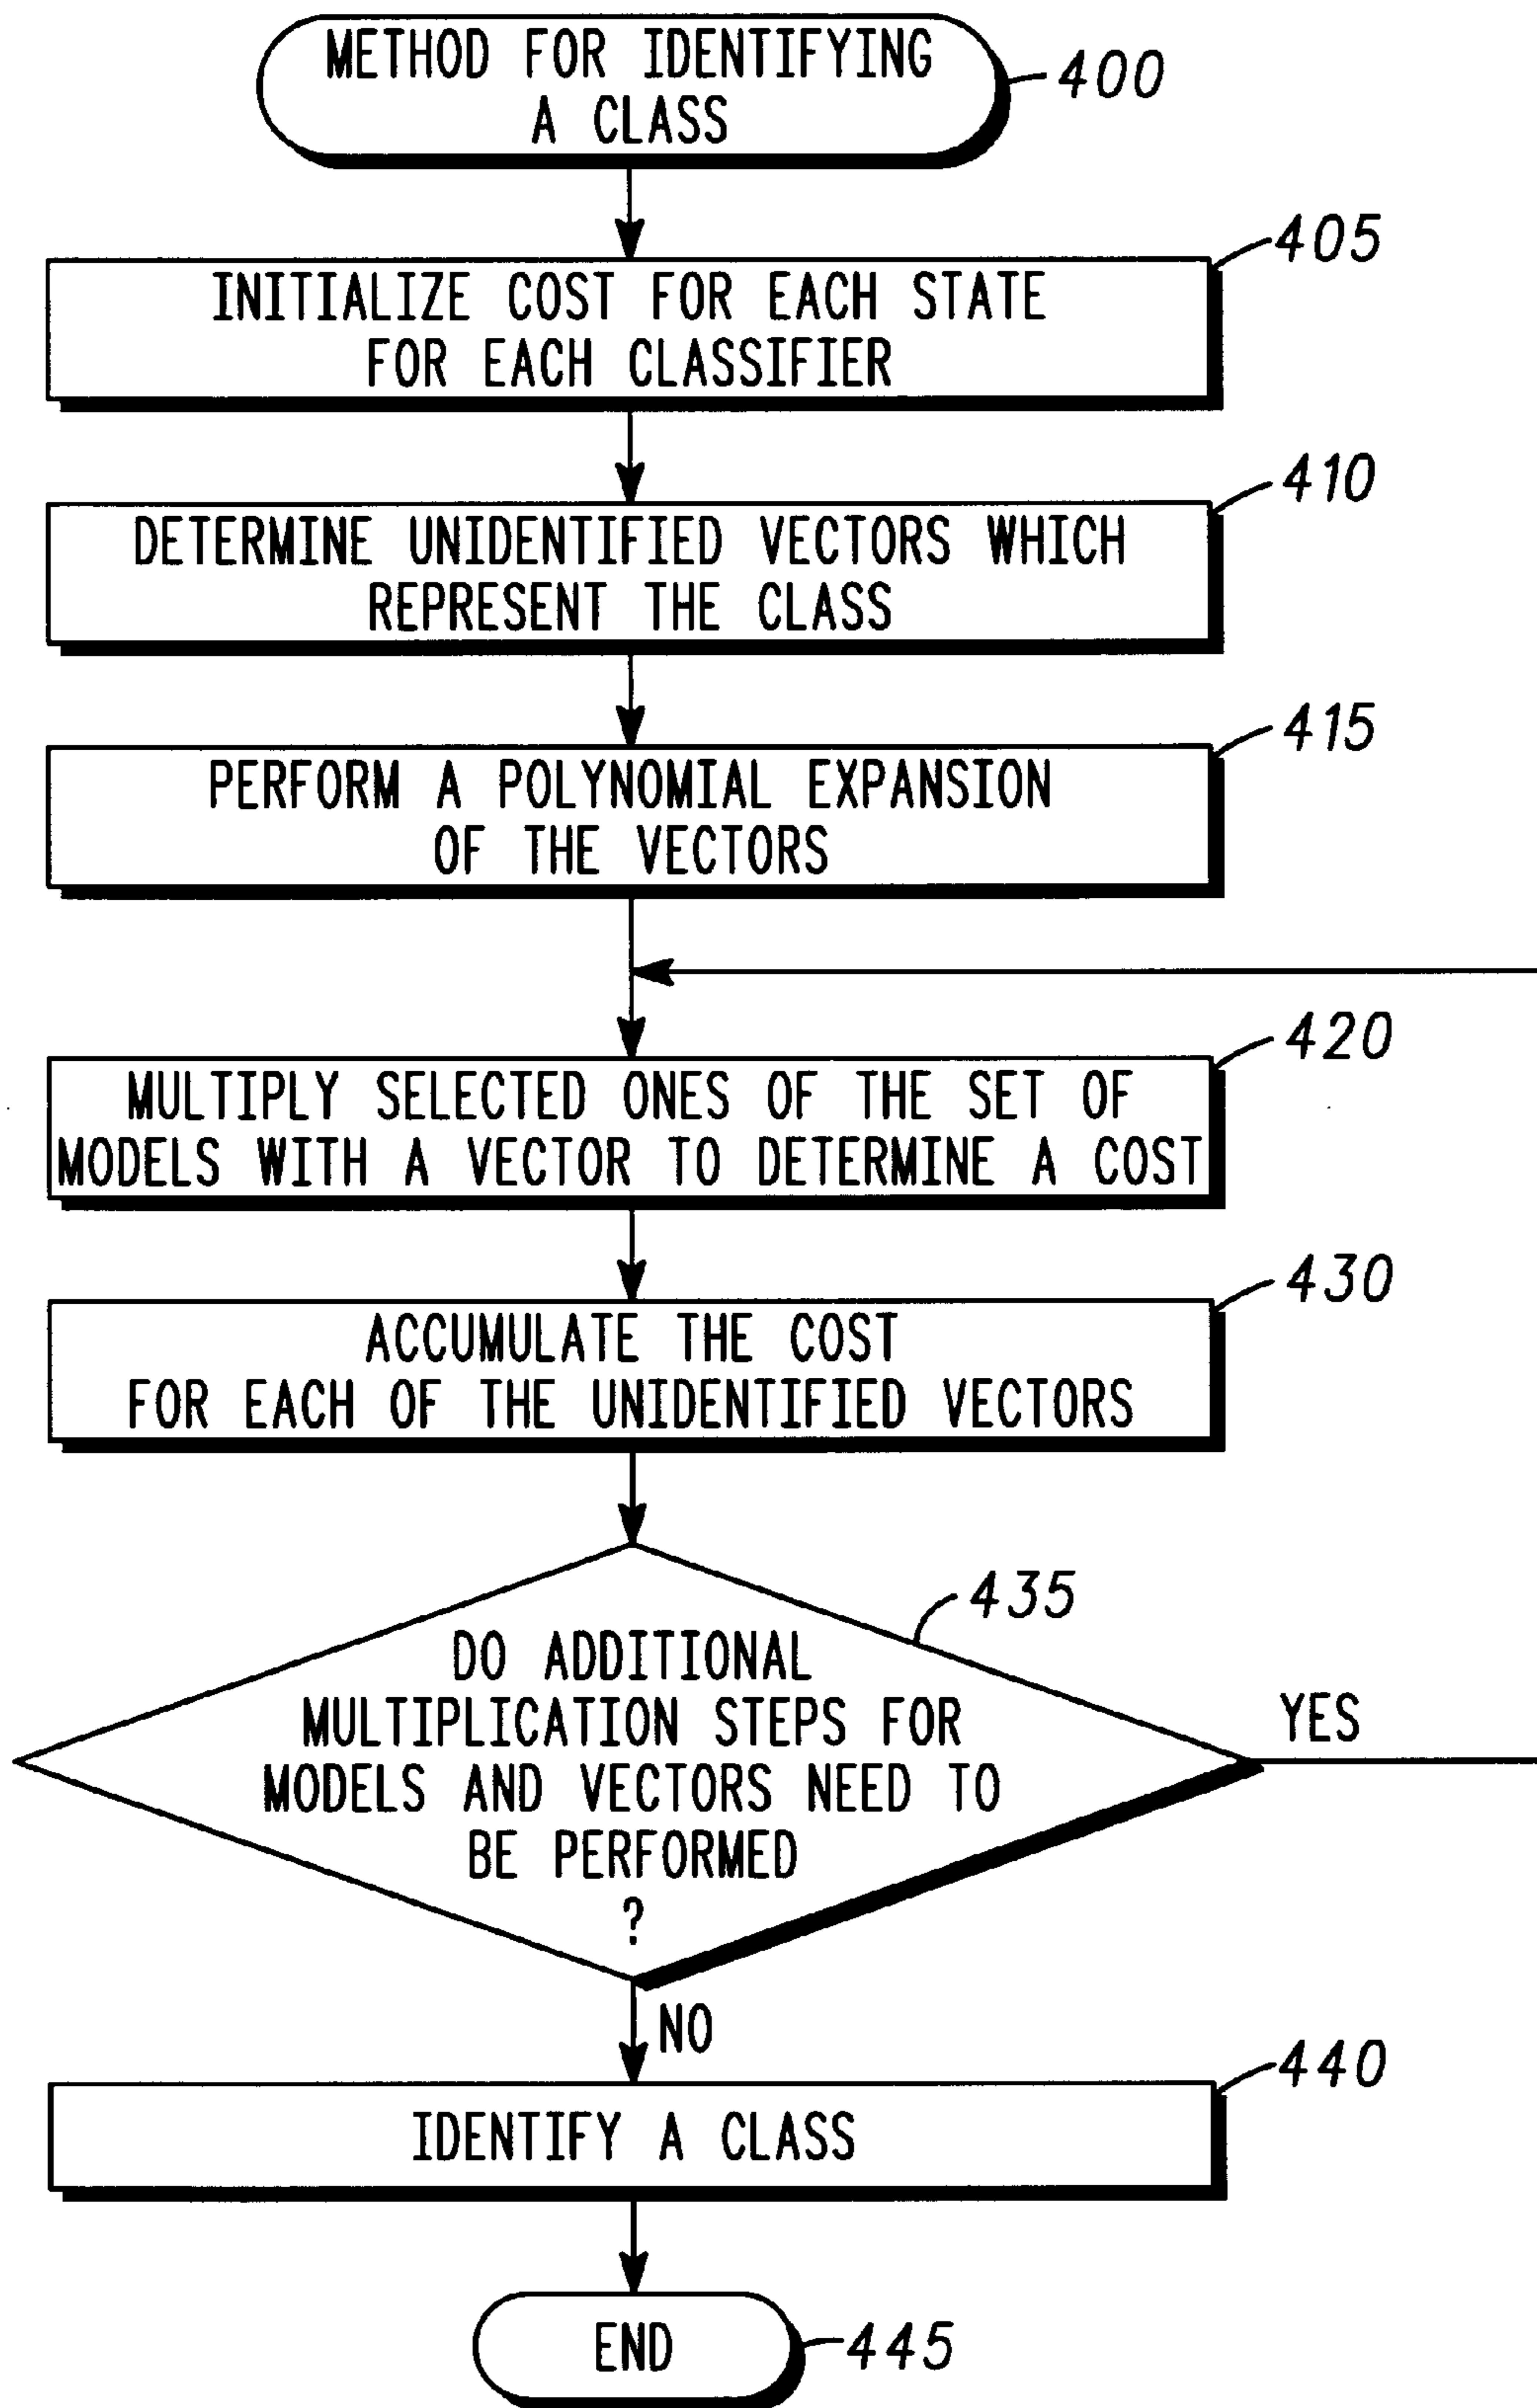 METHOD FOR IDENTIFYING
A CLASS
400
405
INITIALIZE COST FOR EACH STATE
FOR EACH CLASSIFIER
410
DETERMINE UNIDENTIFIED VECTORS WHICH
REPRESENT THE CLASS
415
PERFORM A POLYNOMIAL EXPANSION
OF THE VECTORS
420
MULTIPLY SELECTED ONES OF THE SET OF
MODELS WITH A VECTOR TO DETERMINE A COST
430
ACCUMULATE THE COST
FOR EACH OF THE UNIDENTIFIED VECTORS
435
DO ADDITIONAL
MULTIPLICATION STEPS FOR
MODELS AND VECTORS NEED TO
BE PERFORMED
?
YES
NO
440
IDENTIFY A CLASS
END
445